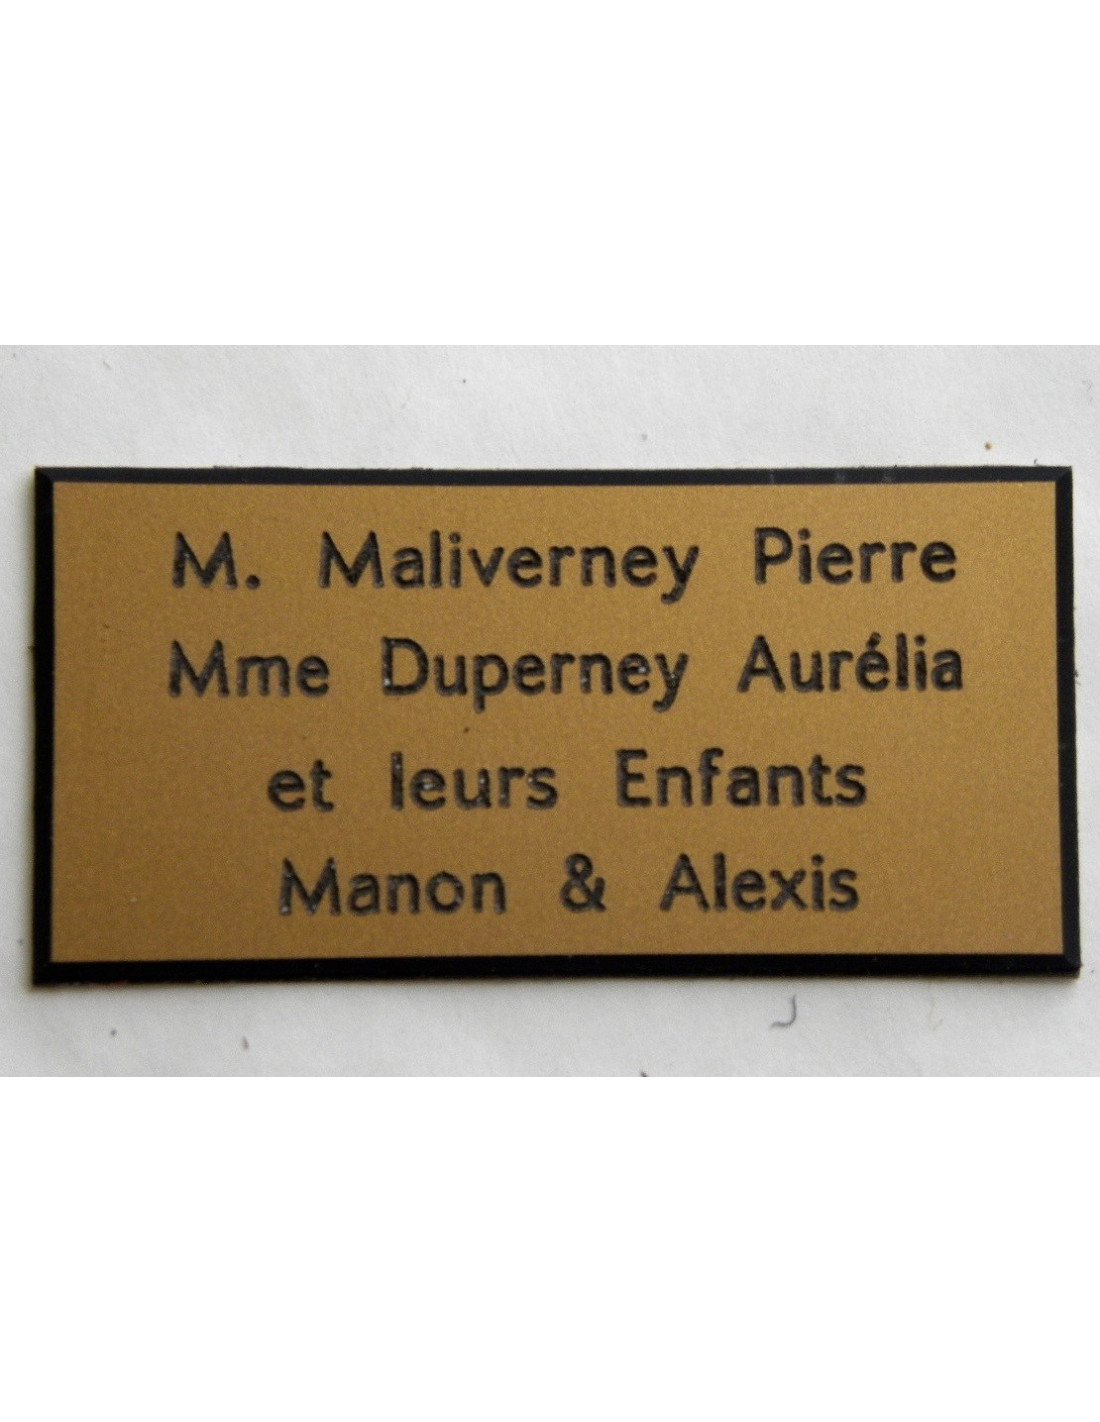 M. Maliverney Pierre
Mme Duperney Aurélia
et leurs Enfants
Manon & Alexis